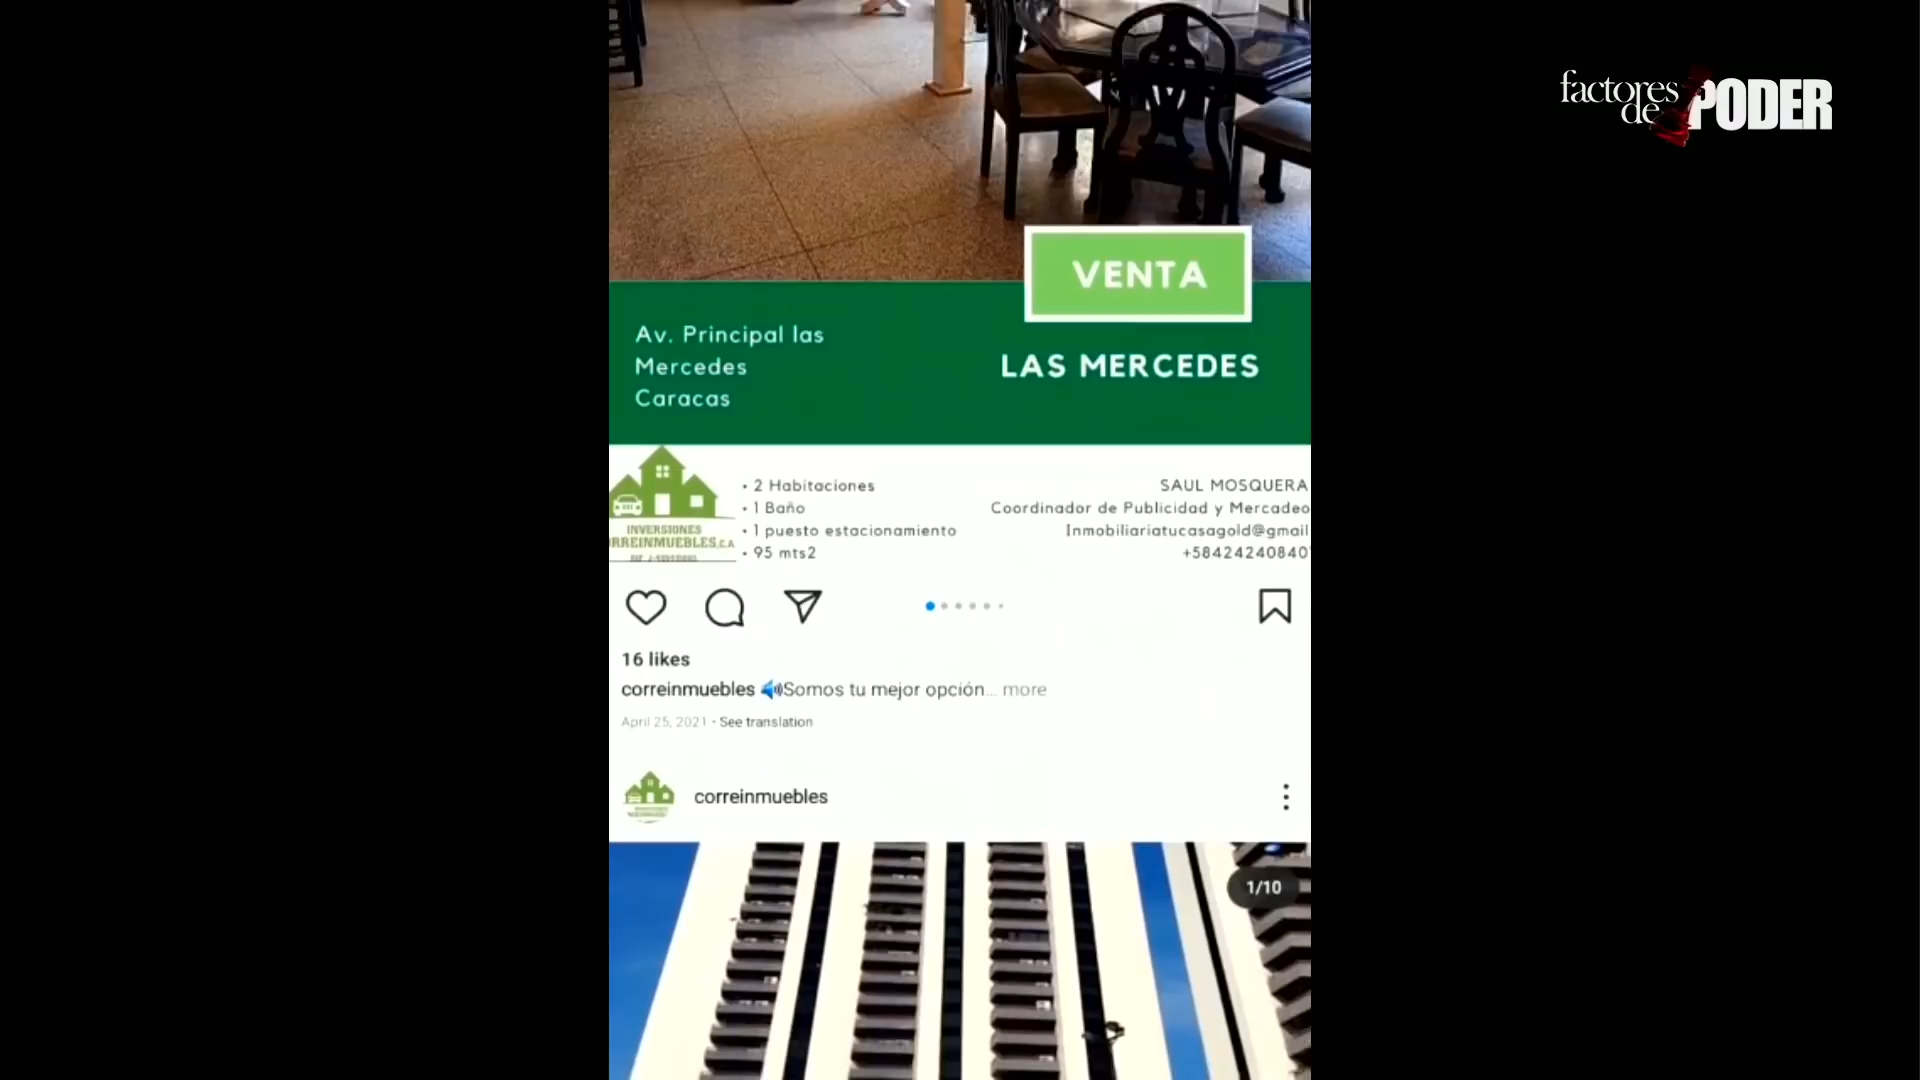 factores
de PODER
VENTA
Av. Principal las
Mercedes
Caracas
LAS MERCEDES
INVERSIONES
RREINMUEBLES,C.A
• 2 Habitaciones
• 1 Baño
• 1 puesto estacionamiento
• 95 mts2
SAUL MOSQUERA
Coordinador de Publicidad y Mercadeo
Inmobiliariatucasagold@gmail
+58424240840
16 likes
correinmuebles 🔊Somos tu mejor opción... more
April 25, 2021 • See translation
correinmuebles
1/10